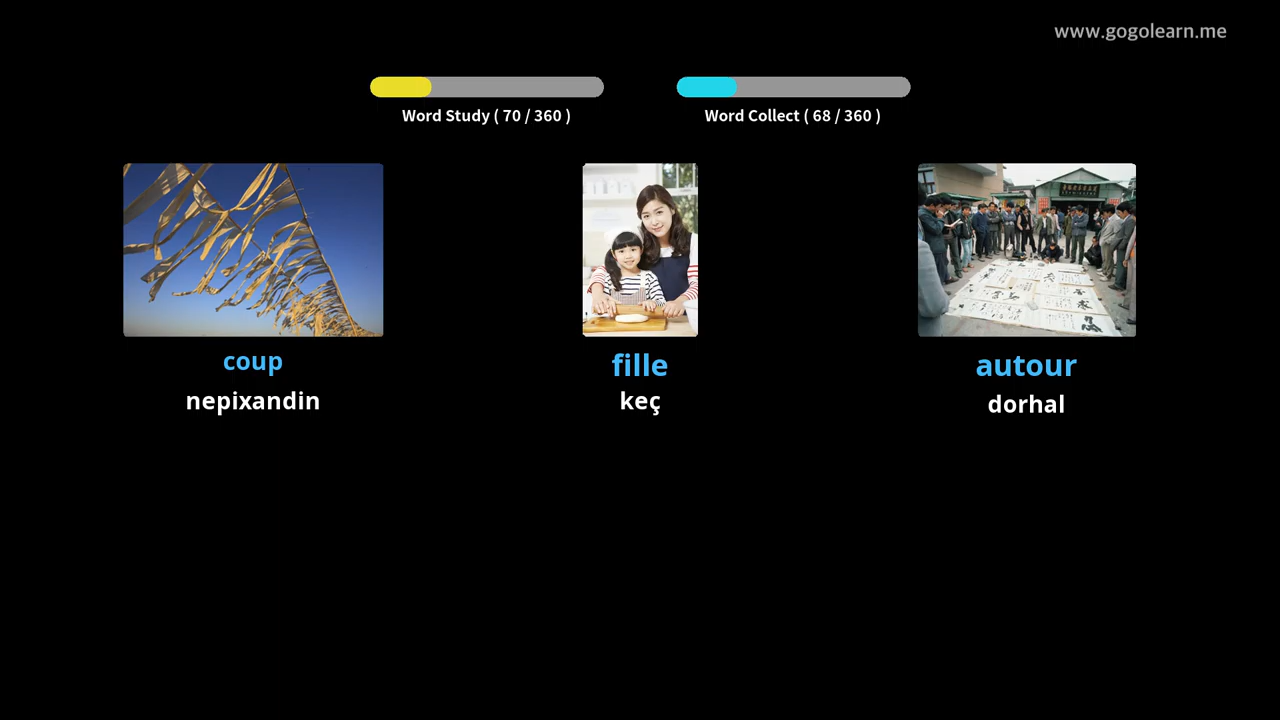 www.gogolearn.me
Word Study ( 70 / 360 )
Word Collect ( 68 / 360 )
coup
nepixandin
fille
keç
autour
dorhal